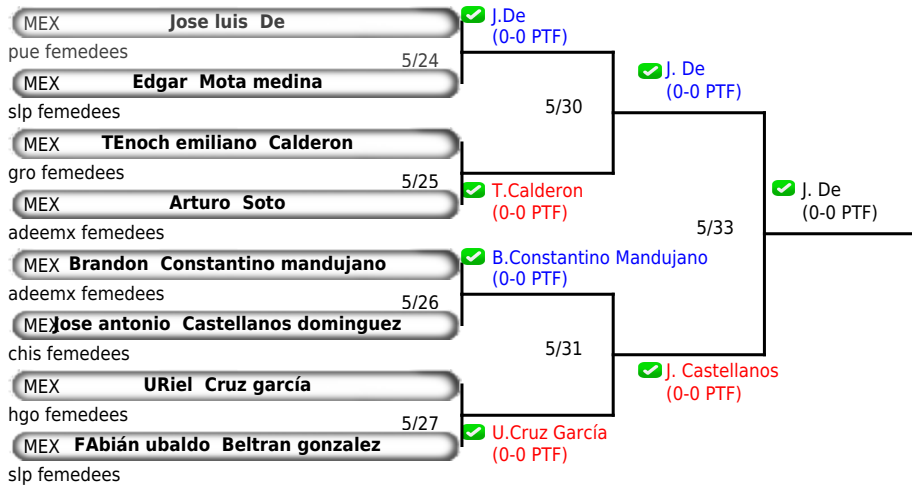 MEX Jose luis De
pue femedees
5/24
MEX Edgar Mota medina
slp femedees
MEX TEnoch emiliano Calderon
gro femedees
5/25
MEX Arturo Soto
adeemx femedees
MEX Brandon Constantino mandujano
adeemx femedees
5/26
MEX Jose antonio Castellanos dominguez
chis femedees
MEX URiel Cruz garcía
hgo femedees
5/27
MEX FAbián ubaldo Beltran gonzalez
slp femedees
J.De
(0-0 PTF)
5/30
T.Calderon
(0-0 PTF)
B.Constantino Mandujano
(0-0 PTF)
5/31
U.Cruz García
(0-0 PTF)
J. De
(0-0 PTF)
5/33
J. Castellanos
(0-0 PTF)
J. De
(0-0 PTF)